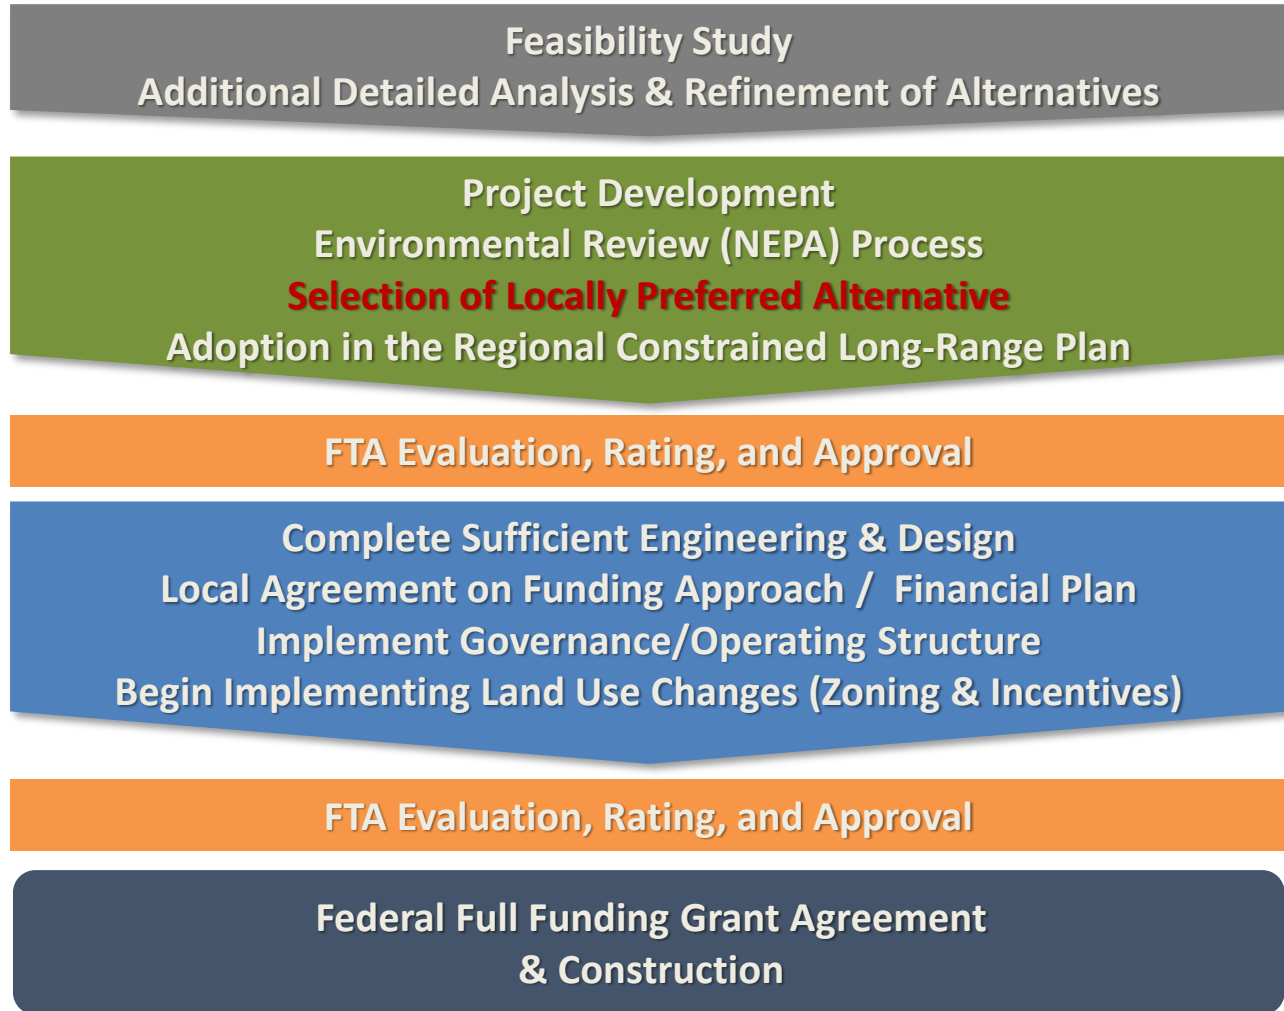 Feasibility Study
Additional Detailed Analysis & Refinement of Alternatives
Project Development
Environmental Review (NEPA) Process
Selection of Locally Preferred Alternative
Adoption in the Regional Constrained Long-Range Plan
FTA Evaluation, Rating, and Approval
Complete Sufficient Engineering & Design
Local Agreement on Funding Approach / Financial Plan
Implement Governance/Operating Structure
Begin Implementing Land Use Changes (Zoning & Incentives)
FTA Evaluation, Rating, and Approval
Federal Full Funding Grant Agreement
& Construction